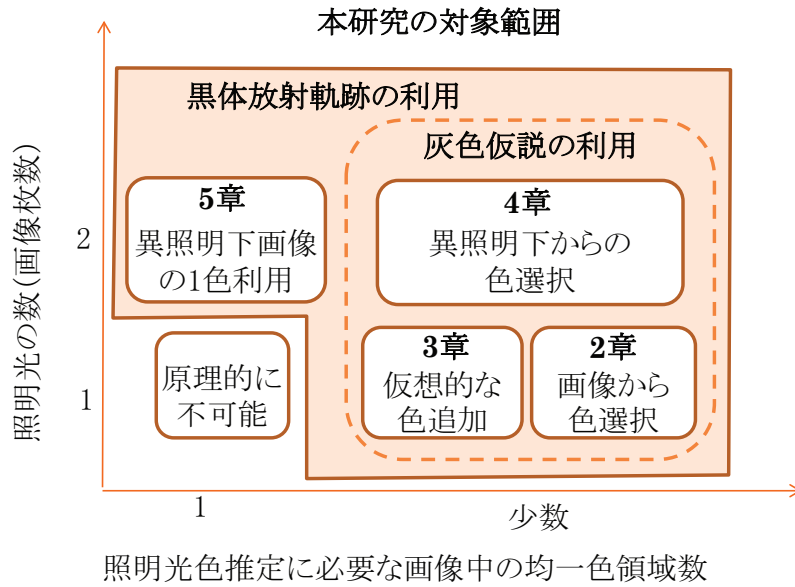 本研究の対象範囲
黒体放射軌跡の利用
灰色仮説の利用
5章
異照明下画像
の1色利用
4章
異照明下からの
色選択
原理的に
不可能
3章
仮想的な
色追加
2章
画像から
色選択
照明光の数(画像枚数)
2
1
1
少数
照明光色推定に必要な画像中の均一色領域数